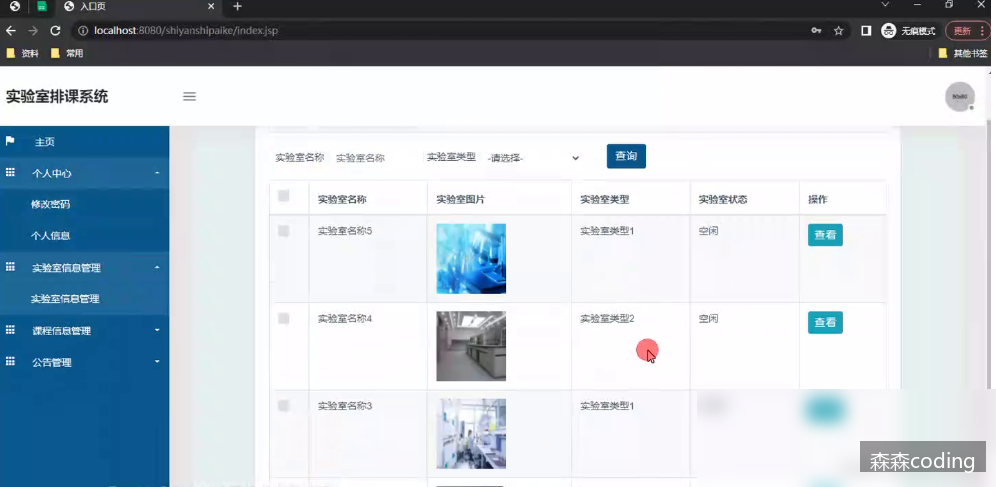 入口页
localhost:8080/shiyanshipaike/index.jsp
无痕模式
更新
资料
常用
其他书签
实验室排课系统
主页
个人中心
修改密码
个人信息
实验室信息管理
实验室信息管理
课程信息管理
公告管理
实验室名称 实验室名称 实验室类型 -请选择- 查询
实验室名称 实验室图片 实验室类型 实验室状态 操作
实验室名称5 实验室类型1 空闲 查看
实验室名称4 实验室类型2 空闲 查看
实验室名称3 实验室类型1
森森coding